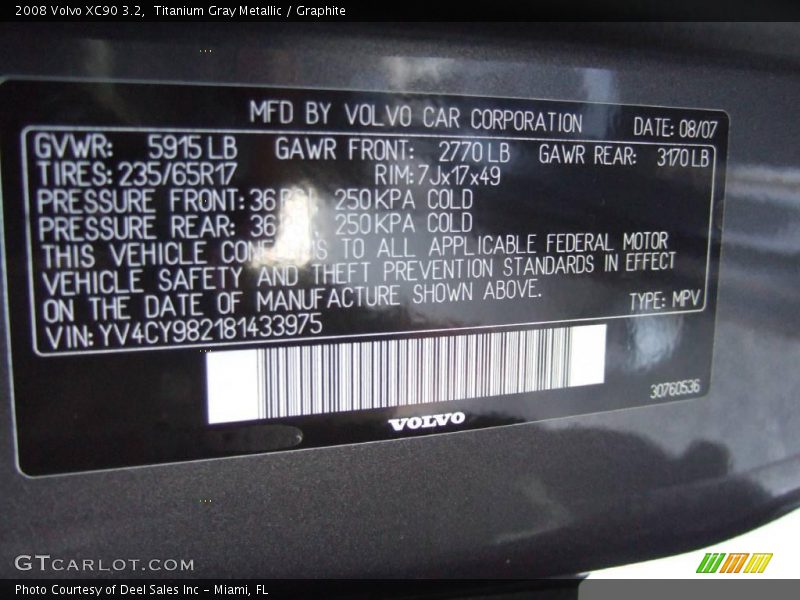 2008 Volvo XC90 3.2, Titanium Gray Metallic / Graphite
MFD BY VOLVO CAR CORPORATION DATE: 08/07
GVWR: 5915 LB GAWR FRONT: 2770 LB GAWR REAR: 3170 LB
TIRES: 235/65R17 RIM: 7Jx17x49
PRESSURE FRONT: 36 250 KPA COLD
PRESSURE REAR: 36 250 KPA COLD
THIS VEHICLE CONFORMS TO ALL APPLICABLE FEDERAL MOTOR
VEHICLE SAFETY AND THEFT PREVENTION STANDARDS IN EFFECT
ON THE DATE OF MANUFACTURE SHOWN ABOVE.
TYPE: MPV
VIN: YV4CY982181433975
30760536
VOLVO
GTCARLOT.COM
Photo Courtesy of Deel Sales Inc - Miami, FL